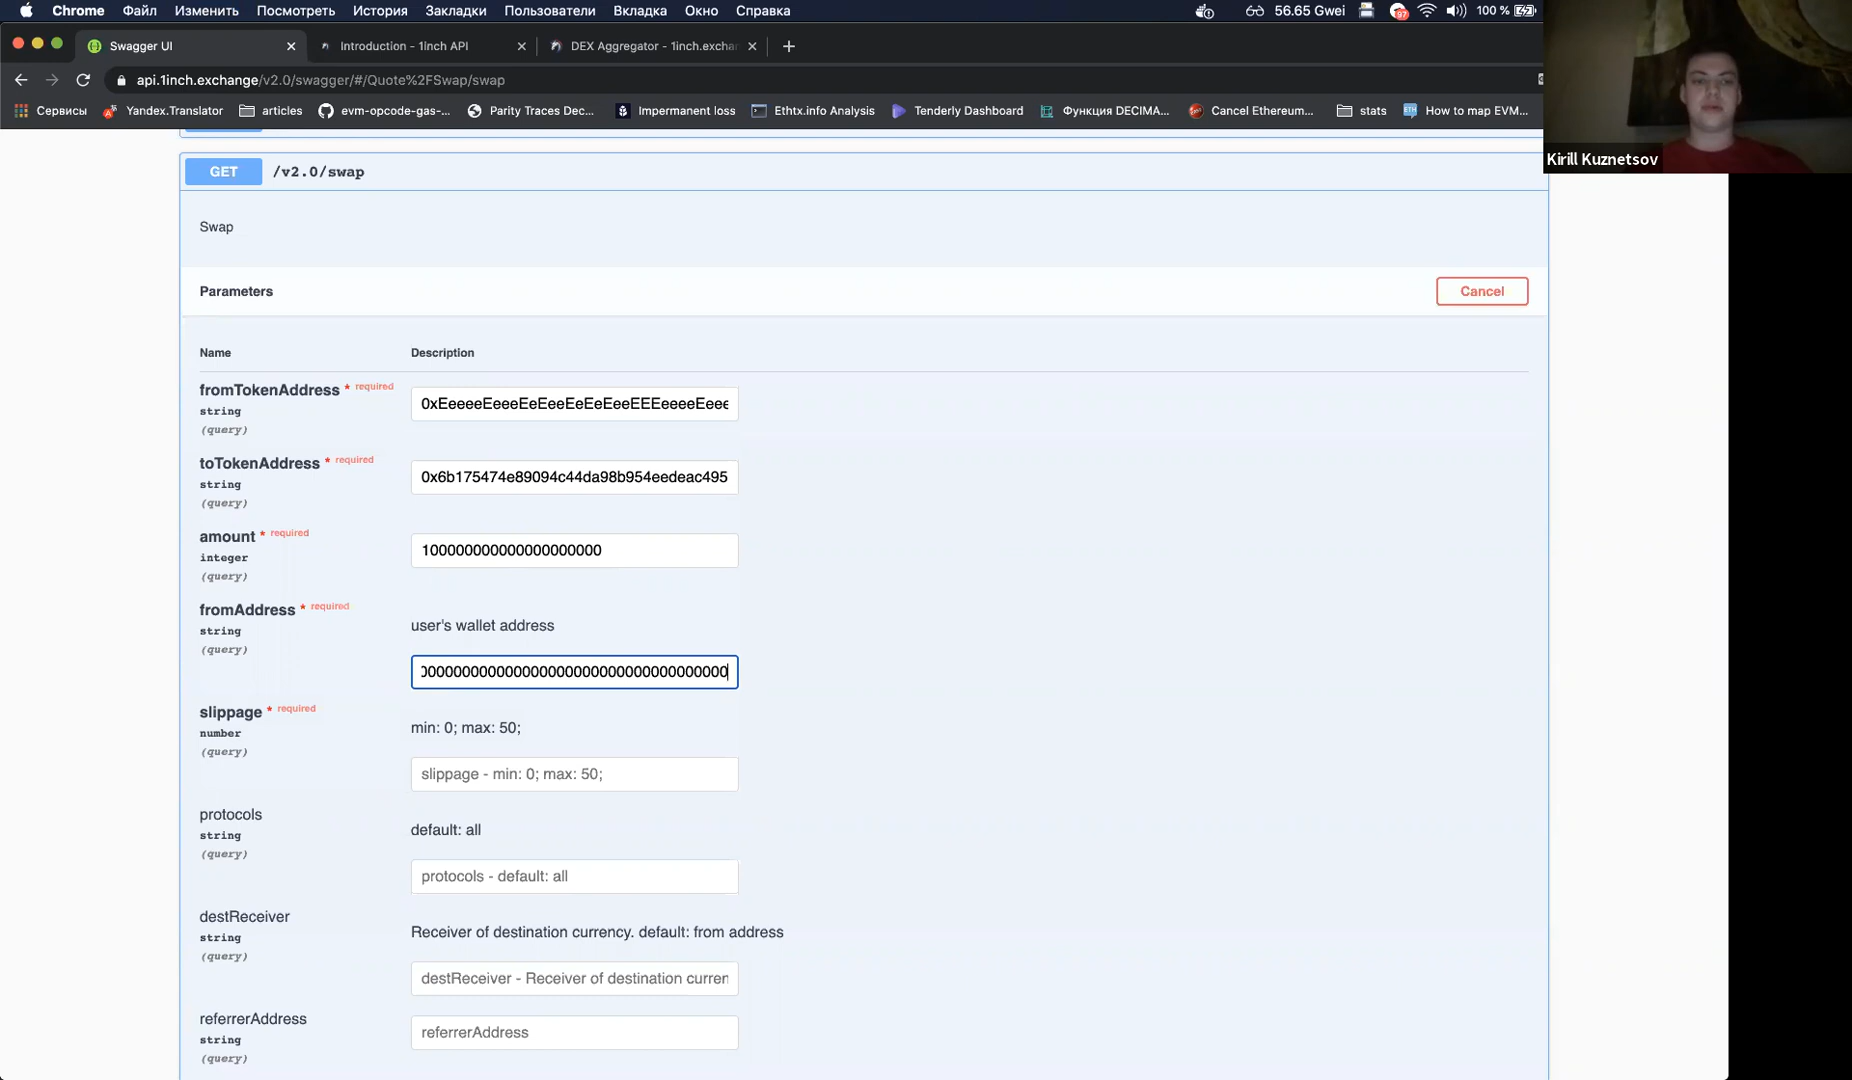 Chrome Файл Изменить Посмотреть История Закладки Пользователи Вкладка Окно Справка 56.65 Gwei 97 100 %
Swagger UI Introduction - 1inch API DEX Aggregator - 1inch.exchan
api.1inch.exchange/v2.0/swagger/#/Quote%2FSwap/swap
Сервисы Yandex.Translator articles evm-opcode-gas-... Parity Traces Dec... Impermanent loss Ethtx.info Analysis Tenderly Dashboard Функция DECIMA... Cancel Ethereum... stats How to map EVM...
Kirill Kuznetsov
GET /v2.0/swap
Swap
Parameters Cancel
Name Description
fromTokenAddress * required
string
(query)
toTokenAddress * required
string
(query)
0x6b175474e89094c44da98b954eedeac495
amount * required
integer
(query)
fromAddress * required
string
(query)
user's wallet address
slippage * required
number
(query)
min: 0; max: 50;
slippage - min: 0; max: 50;
protocols
string
(query)
default: all
protocols - default: all
destReceiver
string
(query)
Receiver of destination currency. default: from address
destReceiver - Receiver of destination curren
referrerAddress
string
(query)
referrerAddress